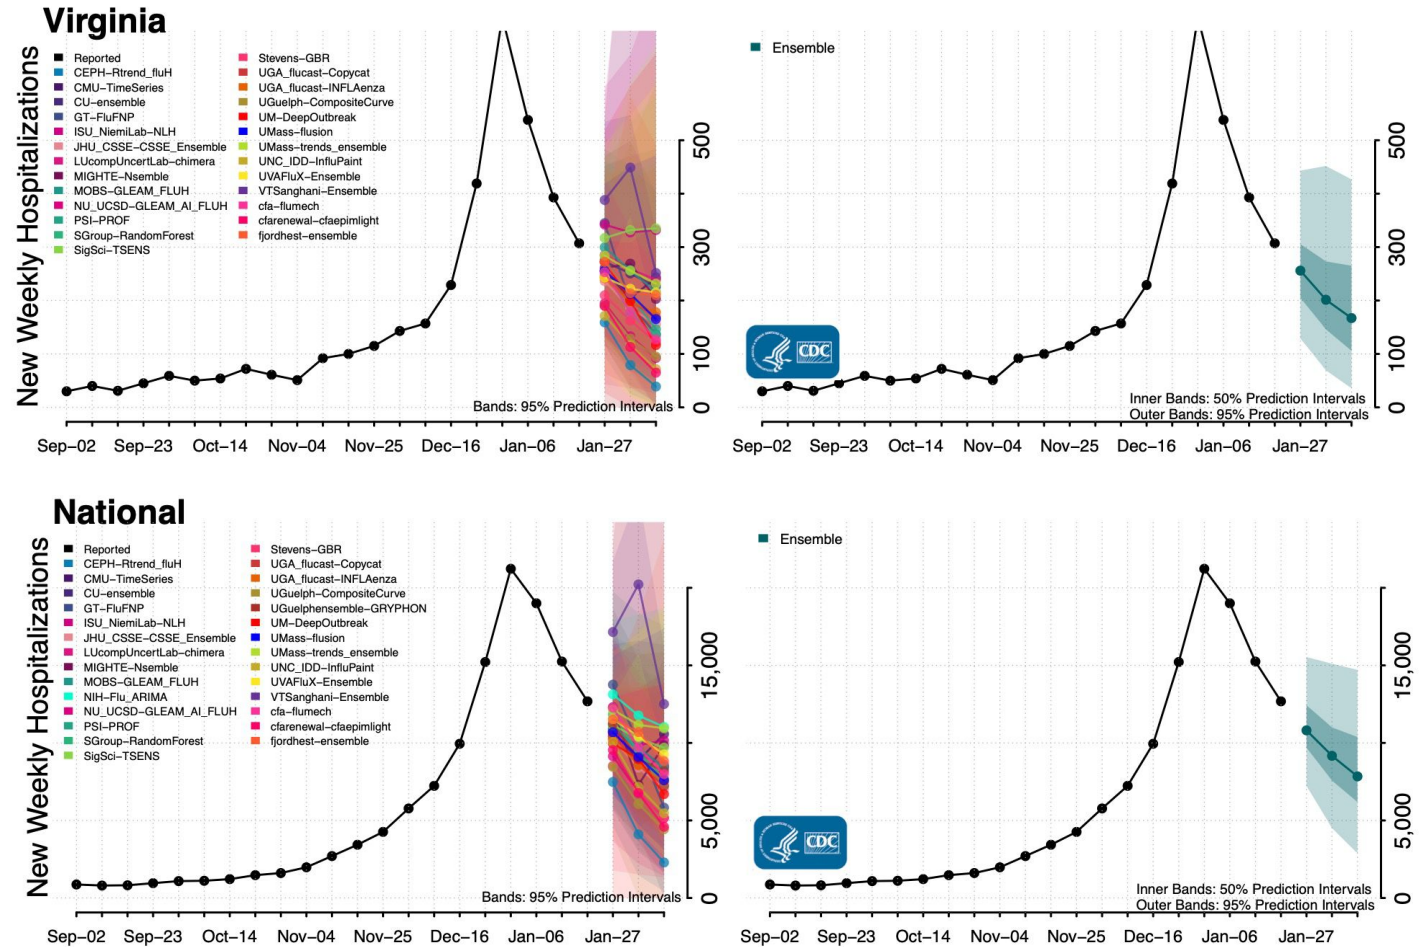 Virginia
New Weekly Hospitalizations
Reported
CEPH-Rtrend_fluH
CMU-TimeSeries
CU-ensemble
GT-FluFNP
ISU_NiemiLab-NLH
JHU_CSSE-CSSE_Ensemble
LUcompUncertLab-chimera
MIGHTE-Nsemble
MOBS-GLEAM_FLUH
NU_UCSD-GLEAM_AI_FLUH
PSI-PROF
SGroup-RandomForest
SigSci-TSENS
Stevens-GBR
UGA_flucast-Copycat
UGA_flucast-INFLAenza
UGuelph-CompositeCurve
UM-DeepOutbreak
UMass-flusion
UMass-trends_ensemble
UNC_IDD-InfluPaint
UVAFluX-Ensemble
VTSanghani-Ensemble
cfa-flumech
cfarenewal-cfaepimlight
fjordhest-ensemble
500
300
100
0
Bands: 95% Prediction Intervals
Sep-02 Sep-23 Oct-14 Nov-04 Nov-25 Dec-16 Jan-06 Jan-27
Ensemble
CDC
500
300
100
0
Inner Bands: 50% Prediction Intervals
Outer Bands: 95% Prediction Intervals
Sep-02 Sep-23 Oct-14 Nov-04 Nov-25 Dec-16 Jan-06 Jan-27
National
New Weekly Hospitalizations
Reported
CEPH-Rtrend_fluH
CMU-TimeSeries
CU-ensemble
GT-FluFNP
ISU_NiemiLab-NLH
JHU_CSSE-CSSE_Ensemble
LUcompUncertLab-chimera
MIGHTE-Nsemble
MOBS-GLEAM_FLUH
NIH-Flu_ARIMA
NU_UCSD-GLEAM_AI_FLUH
PSI-PROF
SGroup-RandomForest
SigSci-TSENS
Stevens-GBR
UGA_flucast-Copycat
UGA_flucast-INFLAenza
UGuelph-CompositeCurve
UGuelphensemble-GRYPHON
UM-DeepOutbreak
UMass-flusion
UMass-trends_ensemble
UNC_IDD-InfluPaint
UVAFluX-Ensemble
VTSanghani-Ensemble
cfa-flumech
cfarenewal-cfaepimlight
fjordhest-ensemble
15,000
5,000
0
Bands: 95% Prediction Intervals
Sep-02 Sep-23 Oct-14 Nov-04 Nov-25 Dec-16 Jan-06 Jan-27
Ensemble
CDC
15,000
5,000
0
Inner Bands: 50% Prediction Intervals
Outer Bands: 95% Prediction Intervals
Sep-02 Sep-23 Oct-14 Nov-04 Nov-25 Dec-16 Jan-06 Jan-27